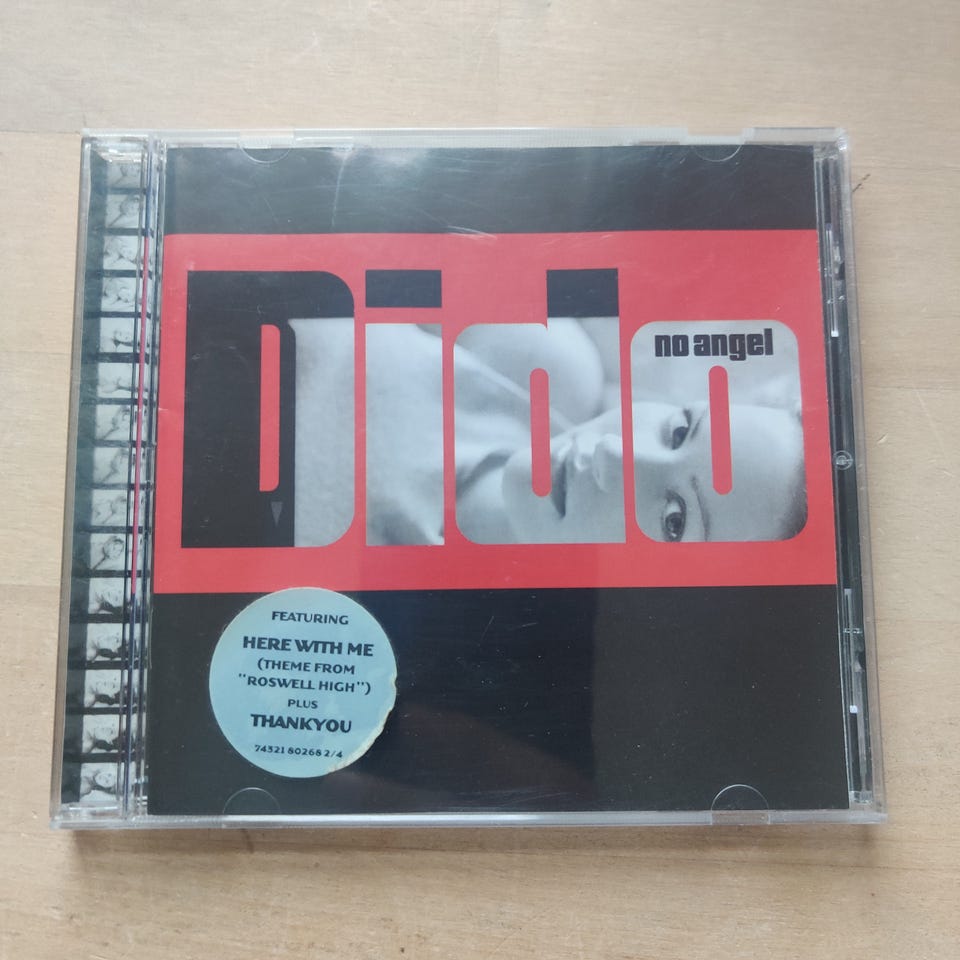 Dido
no angel
FEATURING
HERE WITH ME
(THEME FROM
"ROSWELL HIGH")
PLUS
THANKYOU
74321 80268 2/4